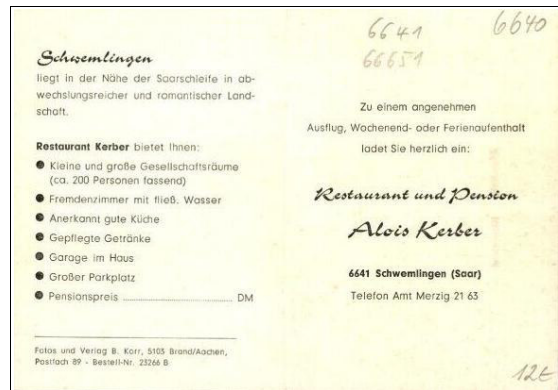 Schwemlingen
liegt in der Nähe der Saarschleife in ab-
wechslungsreicher und romantischer Land-
schaft.
Restaurant Kerber bietet Ihnen:
● Kleine und große Gesellschaftsräume
(ca. 200 Personen fassend)
● Fremdenzimmer mit fließ. Wasser
● Anerkannt gute Küche
● Gepflegte Getränke
● Garage im Haus
● Großer Parkplatz
● Pensionspreis ........................ DM
Fotos und Verlag B. Korr, 5103 Brand/Aachen,
Postfach 89 - Bestell-Nr. 23266 B
6641
6640
66651
Zu einem angenehmen
Ausflug, Wochenend- oder Ferienaufenthalt
ladet Sie herzlich ein:
Restaurant und Pension
Alois Kerber
6641 Schwemlingen (Saar)
Telefon Amt Merzig 21 63
12€